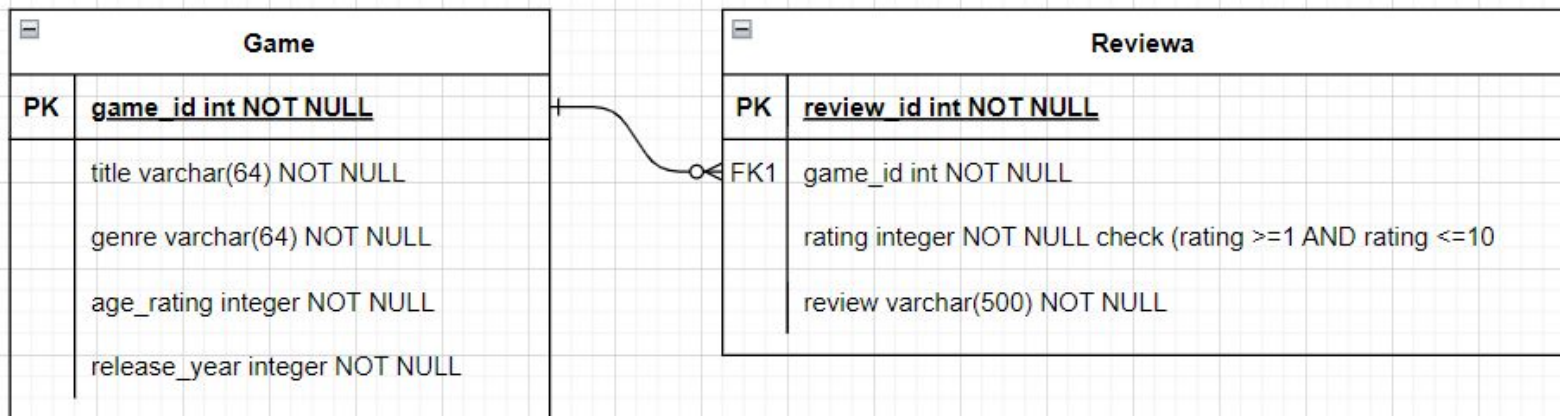 Game
PK game_id int NOT NULL
title varchar(64) NOT NULL
genre varchar(64) NOT NULL
age_rating integer NOT NULL
release_year integer NOT NULL
Reviewa
PK review_id int NOT NULL
FK1 game_id int NOT NULL
rating integer NOT NULL check (rating >=1 AND rating <=10
review varchar(500) NOT NULL